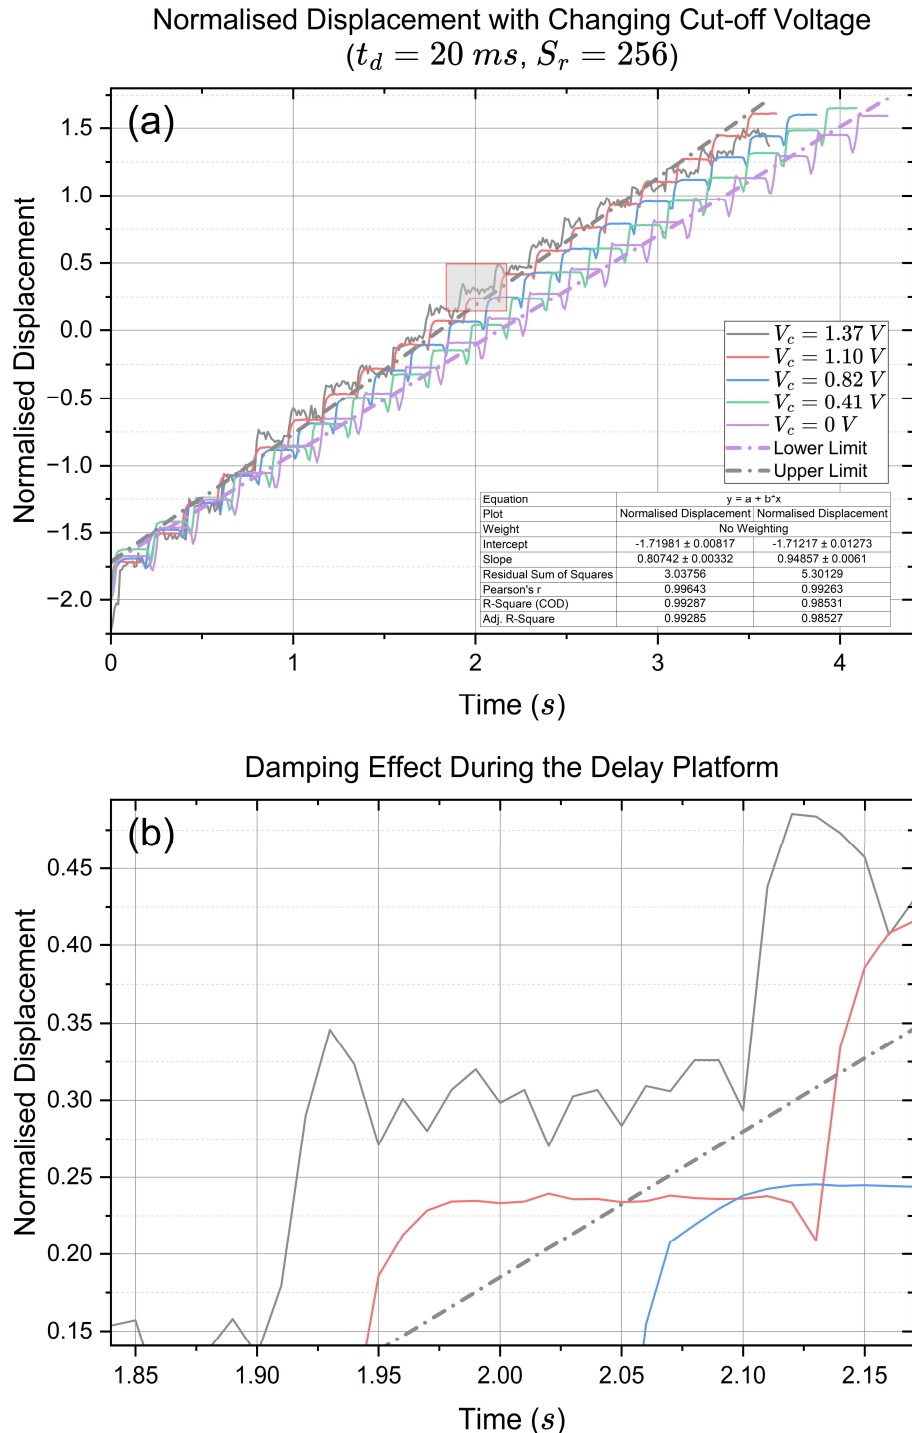 Normalised Displacement with Changing Cut-off Voltage
(t_d = 20 ms, S_r = 256)
(a)
Normalised Displacement
1.5
1.0
0.5
0.0
−0.5
−1.0
−1.5
−2.0
V_c = 1.37 V
V_c = 1.10 V
V_c = 0.82 V
V_c = 0.41 V
V_c = 0 V
Lower Limit
Upper Limit
Equation y = a + b*x
Plot Normalised Displacement Normalised Displacement
Weight No Weighting
Intercept -1.71981 ± 0.00817 -1.71217 ± 0.01273
Slope 0.80742 ± 0.00332 0.94857 ± 0.0061
Residual Sum of Squares 3.03756 5.30129
Pearson's r 0.99643 0.99263
R-Square (COD) 0.99287 0.98531
Adj. R-Square 0.99285 0.98527
0 1 2 3 4
Time (s)
Damping Effect During the Delay Platform
(b)
Normalised Displacement
0.45
0.40
0.35
0.30
0.25
0.20
0.15
1.85 1.90 1.95 2.00 2.05 2.10 2.15
Time (s)